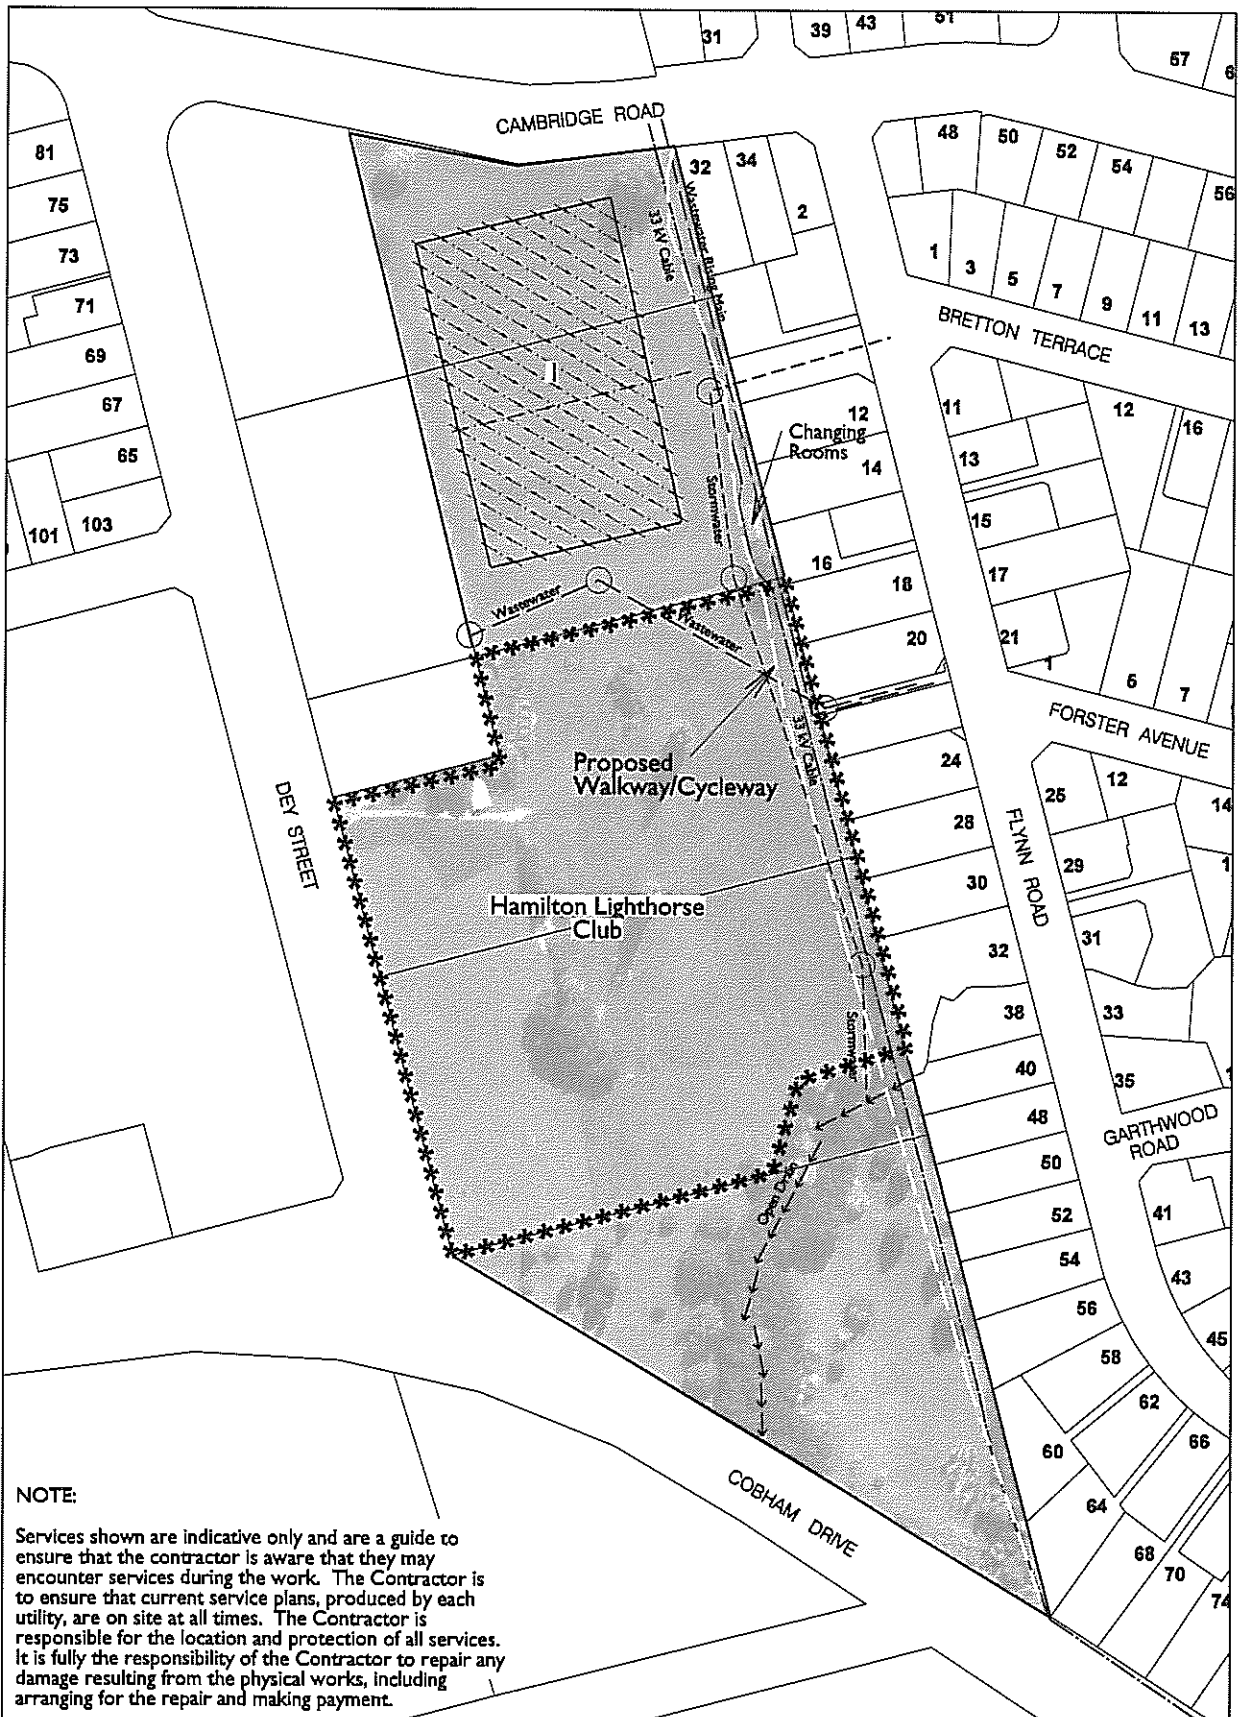 31
39
43
51
57
CAMBRIDGE ROAD
81
75
73
71
69
67
65
101
103
32
34
2
48
50
52
54
56
1
3
5
7
9
11
13
BRETTON TERRACE
33 kV Cable
Wastewater Rising Main
1
12
Changing
Rooms
14
Stormwater
16
18
20
11
13
15
17
21
1
12
16
5
7
FORSTER AVENUE
Wastewater
Wastewater
33 kV Cable
Proposed
Walkway/Cycleway
DEY STREET
Hamilton Lighthorse
Club
24
28
30
32
38
40
48
50
52
54
56
58
62
66
60
64
68
70
74
FLYNN ROAD
25
12
14
29
31
33
35
GARTHWOOD
ROAD
41
43
45
Stormwater
Open Drain
COBHAM DRIVE
NOTE:
Services shown are indicative only and are a guide to
ensure that the contractor is aware that they may
encounter services during the work. The Contractor is
to ensure that current service plans, produced by each
utility, are on site at all times. The Contractor is
responsible for the location and protection of all services.
It is fully the responsibility of the Contractor to repair any
damage resulting from the physical works, including
arranging for the repair and making payment.